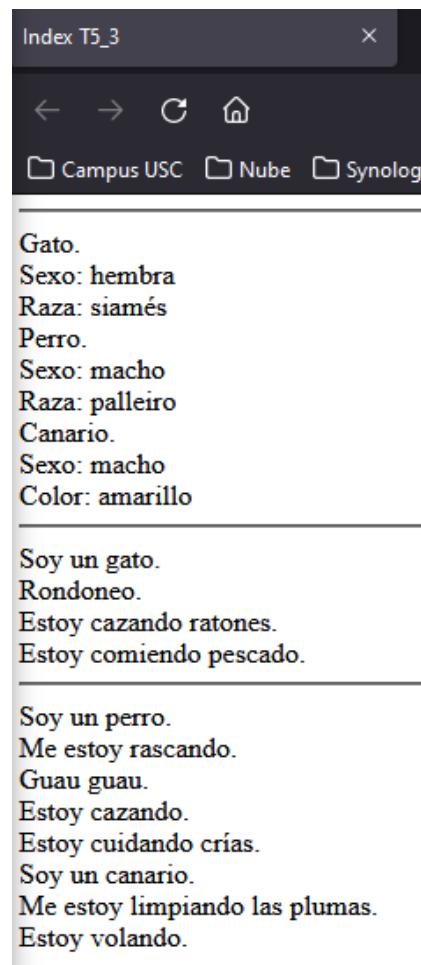 Index T5_3
Campus USC Nube Synolog
Gato.
Sexo: hembra
Raza: siamés
Perro.
Sexo: macho
Raza: palleiro
Canario.
Sexo: macho
Color: amarillo
Soy un gato.
Rondoneo.
Estoy cazando ratones.
Estoy comiendo pescado.
Soy un perro.
Me estoy rascando.
Guau guau.
Estoy cazando.
Estoy cuidando crías.
Soy un canario.
Me estoy limpiando las plumas.
Estoy volando.